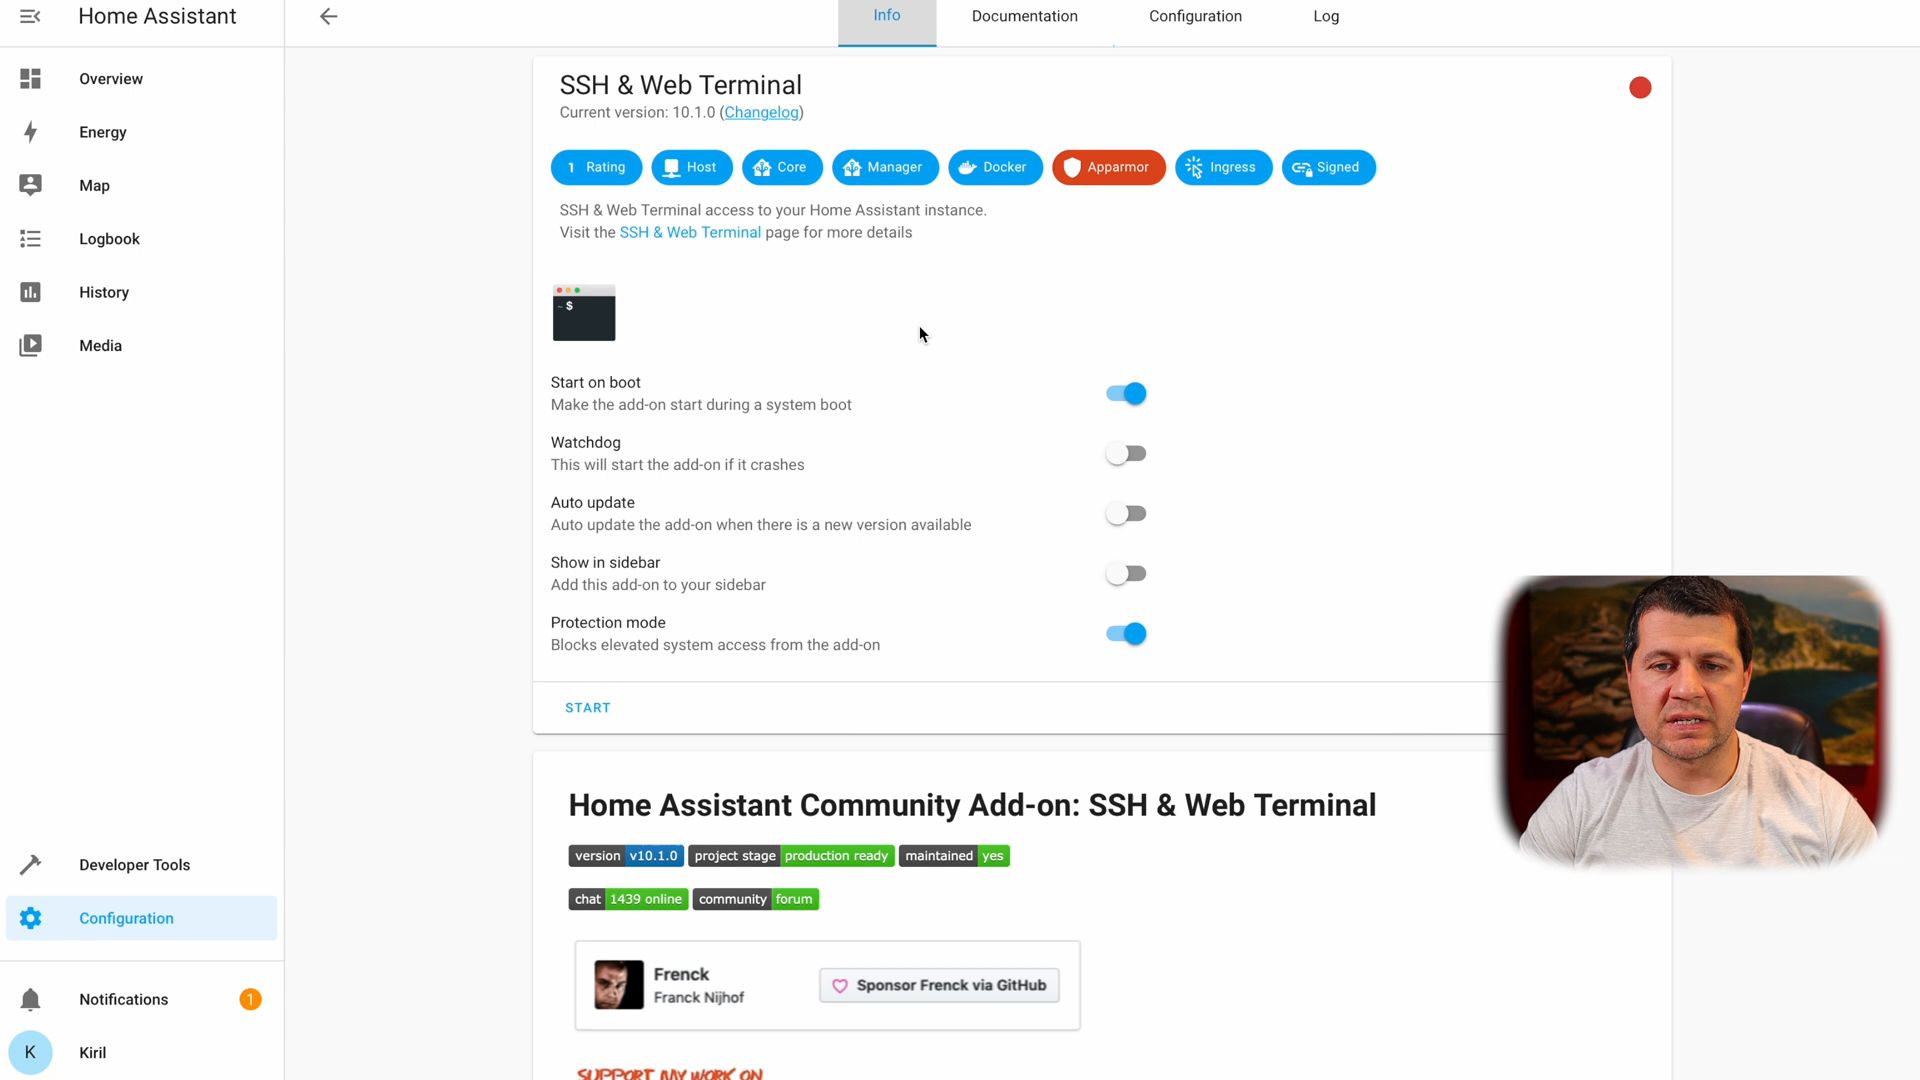 Home Assistant
Info
Documentation
Configuration
Log
Overview
Energy
Map
Logbook
History
Media
Developer Tools
Configuration
Notifications
1
K
Kiril
SSH & Web Terminal
Current version: 10.1.0 (Changelog)
1 Rating
Host
Core
Manager
Docker
Apparmor
Ingress
Signed
SSH & Web Terminal access to your Home Assistant instance.
Visit the SSH & Web Terminal page for more details
~ $
Start on boot
Make the add-on start during a system boot
Watchdog
This will start the add-on if it crashes
Auto update
Auto update the add-on when there is a new version available
Show in sidebar
Add this add-on to your sidebar
Protection mode
Blocks elevated system access from the add-on
START
Home Assistant Community Add-on: SSH & Web Terminal
version v10.1.0 project stage production ready maintained yes
chat 1439 online community forum
Frenck
Franck Nijhof
Sponsor Frenck via GitHub
SUPPORT MY WORK ON